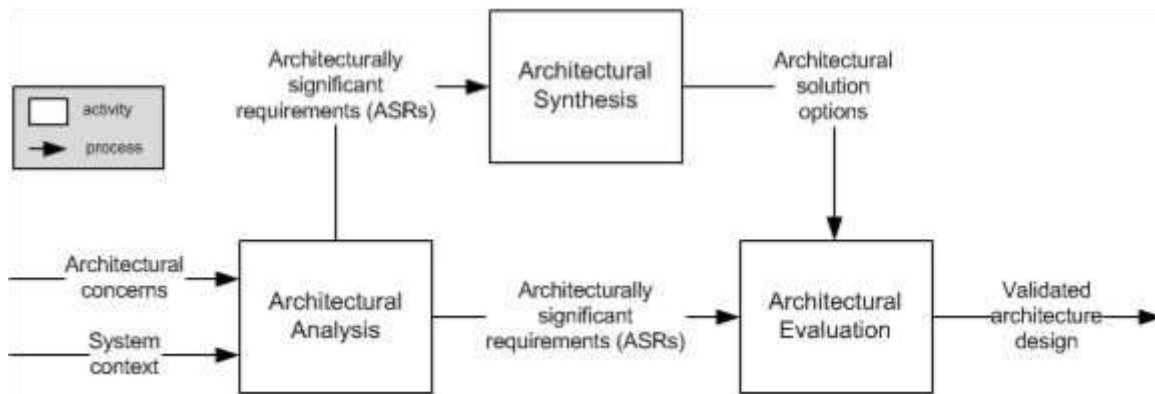 Architecturally
significant
requirements (ASRs)
Architectural
Synthesis
Architectural
solution
options
activity
process
Architectural
concerns
System
context
Architectural
Analysis
Architecturally
significant
requirements (ASRs)
Architectural
Evaluation
Validated
architecture
design